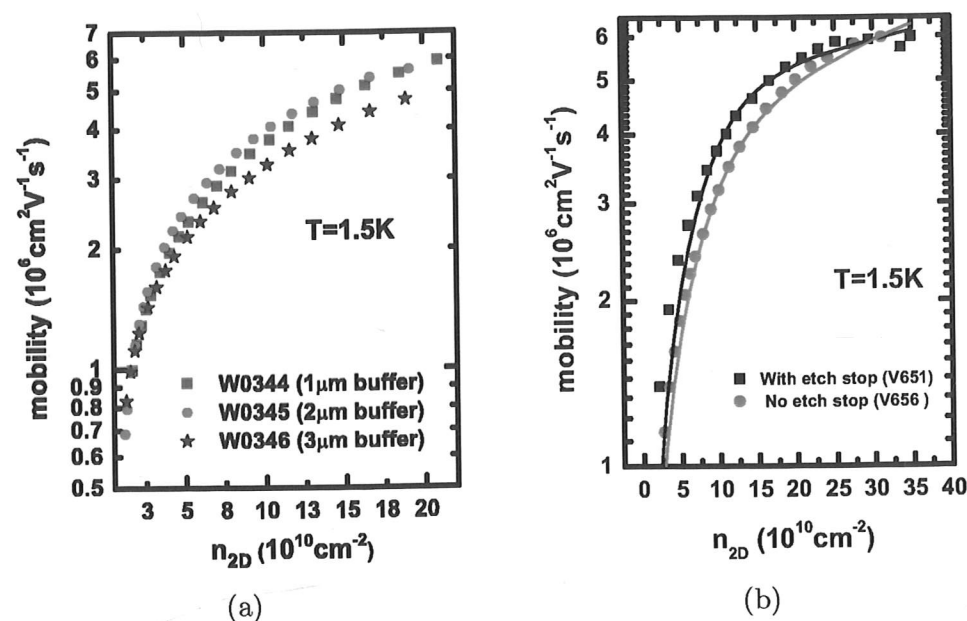 7
6
5
4
3
2
1
0.9
0.8
0.7
0.6
0.5
mobility (10⁶cm²V⁻¹s⁻¹)
T=1.5K
W0344 (1μm buffer)
W0345 (2μm buffer)
W0346 (3μm buffer)
3 5 8 10 13 15 18 20
n₂D (10¹⁰cm⁻²)
(a)
6
5
4
3
2
1
mobility (10⁶cm²V⁻¹s⁻¹)
T=1.5K
With etch stop (V651)
No etch stop (V656 )
0 5 10 15 20 25 30 35 40
n₂D (10¹⁰cm⁻²)
(b)